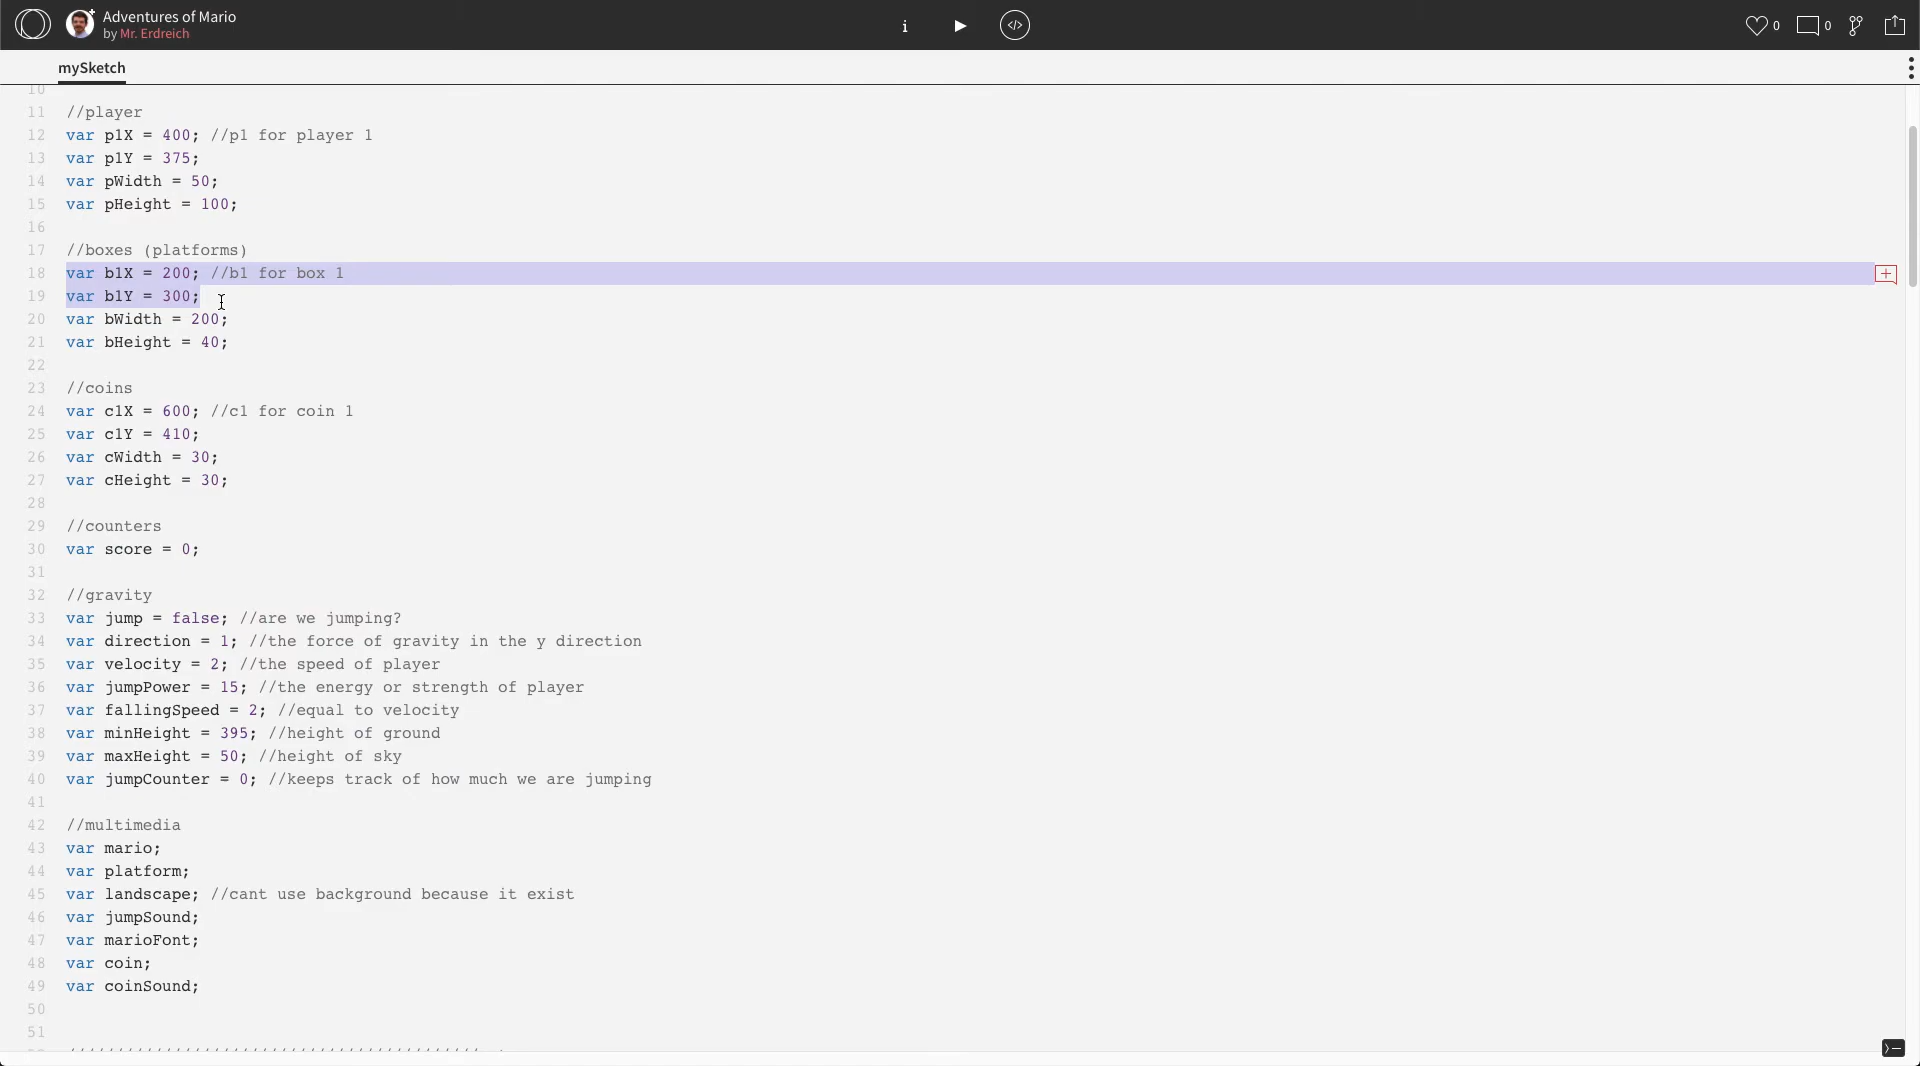 Adventures of Mario
by Mr. Erdreich
i
</>
0
0
mySketch
10
11 //player
12 var p1X = 400; //p1 for player 1
13 var p1Y = 375;
14 var pWidth = 50;
15 var pHeight = 100;
16
17 //boxes (platforms)
18 var b1X = 200; //b1 for box 1
19 var b1Y = 300;
20 var bWidth = 200;
21 var bHeight = 40;
22
23 //coins
24 var c1X = 600; //c1 for coin 1
25 var c1Y = 410;
26 var cWidth = 30;
27 var cHeight = 30;
28
29 //counters
30 var score = 0;
31
32 //gravity
33 var jump = false; //are we jumping?
34 var direction = 1; //the force of gravity in the y direction
35 var velocity = 2; //the speed of player
36 var jumpPower = 15; //the energy or strength of player
37 var fallingSpeed = 2; //equal to velocity
38 var minHeight = 395; //height of ground
39 var maxHeight = 50; //height of sky
40 var jumpCounter = 0; //keeps track of how much we are jumping
41
42 //multimedia
43 var mario;
44 var platform;
45 var landscape; //cant use background because it exist
46 var jumpSound;
47 var marioFont;
48 var coin;
49 var coinSound;
50
51